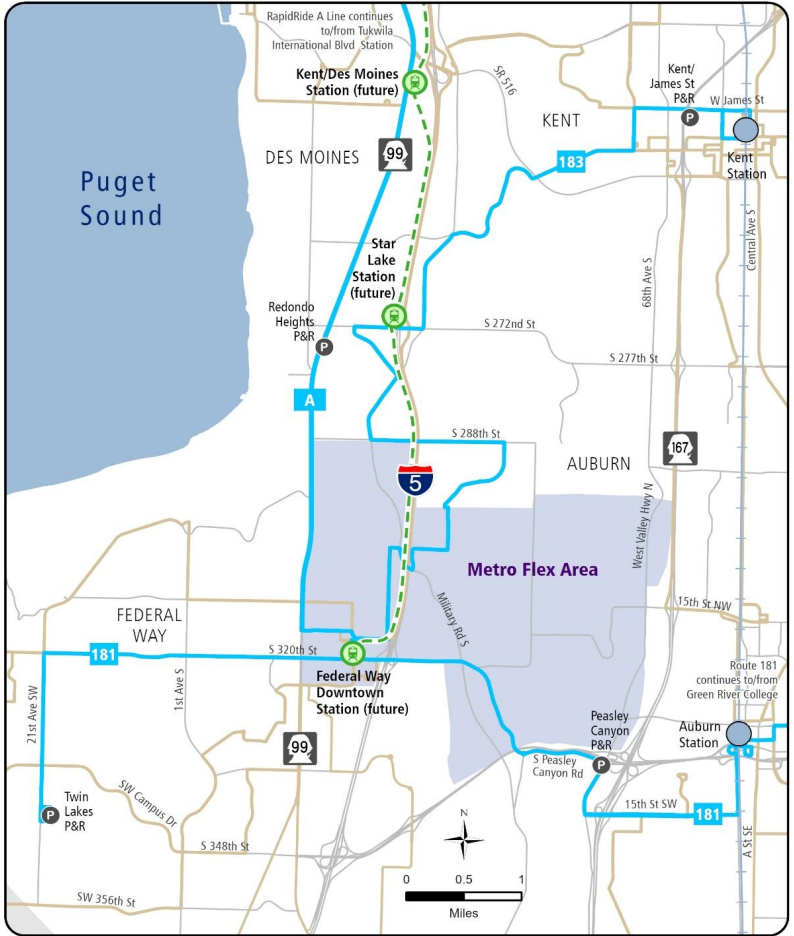 RapidRide A Line continues
to/from Tukwila
International Blvd Station
Kent/Des Moines
Station (future)
SR 516
Kent/
James St
P&R
P
W James St
KENT
DES MOINES
99
183
Kent
Station
Puget
Sound
Central Ave S
Star
Lake
Station
(future)
68th Ave S
Redondo
Heights
P&R
P
S 272nd St
S 277th St
A
S 288th St
AUBURN
167
5
West Valley Hwy N
Metro Flex Area
Military Rd S
15th St NW
FEDERAL
WAY
181
S 320th St
Route 181
continues to/from
Green River College
Federal Way
Downtown
Station (future)
1st Ave S
21st Ave SW
99
Peasley
Canyon
P&R
P
Auburn
Station
S Peasley
Canyon Rd
Twin
Lakes
P&R
P
SW Campus Dr
15th St SW
181
A St SE
S 348th St
N
0 0.5 1
Miles
SW 356th St